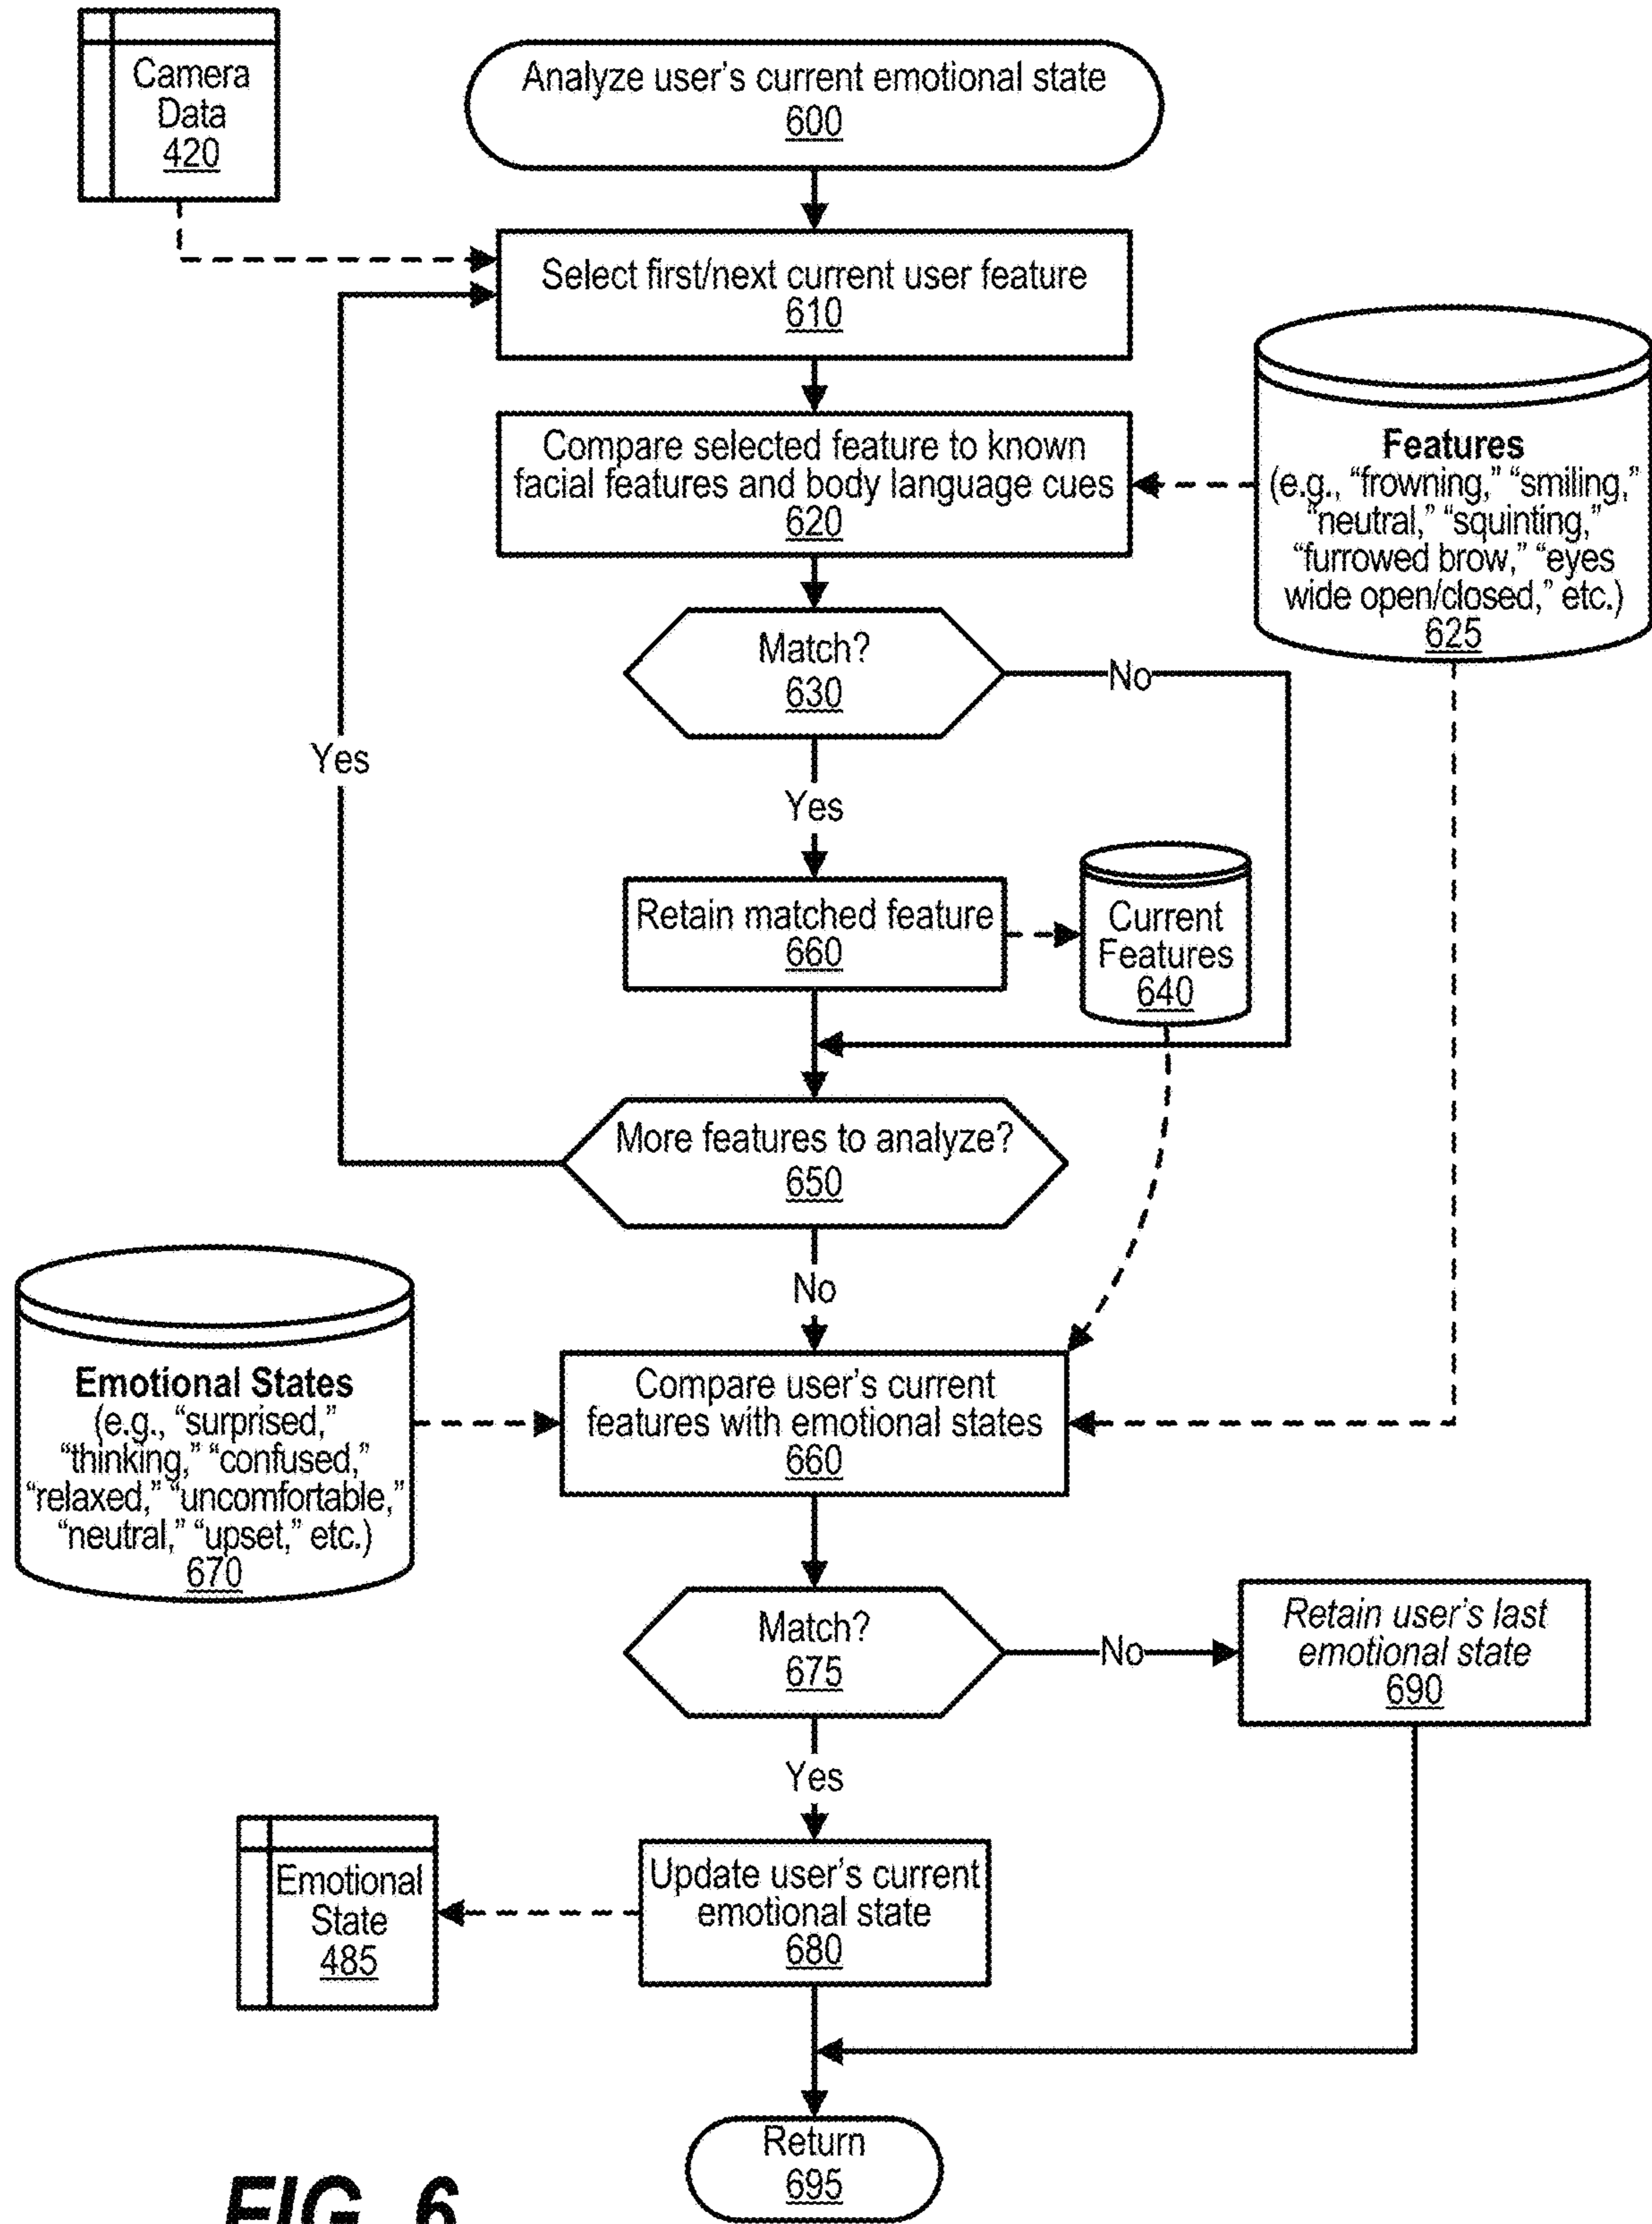 Camera
Data
420
Analyze user's current emotional state
600
Select first/next current user feature
610
Compare selected feature to known
facial features and body language cues
620
Features
(e.g., “frowning,” “smiling,”
“neutral,” “squinting,”
“furrowed brow,” “eyes
wide open/closed,” etc.)
625
Match?
630
No
Yes
Yes
Retain matched feature
660
Current
Features
640
More features to analyze?
650
No
Emotional States
(e.g., “surprised,”
“thinking,” “confused,”
“relaxed,” “uncomfortable,”
“neutral,” “upset,” etc.)
670
Compare user's current
features with emotional states
660
Match?
675
No
Retain user's last
emotional state
690
Yes
Emotional
State
485
Update user's current
emotional state
680
Return
695
FIG. 6